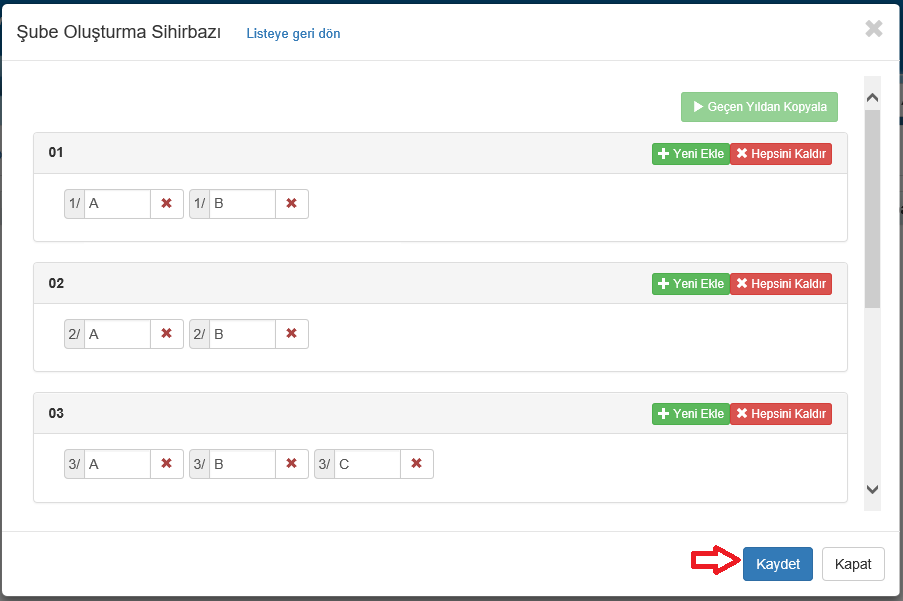 Şube Oluşturma Sihirbazı Listeye geri dön
Geçen Yıldan Kopyala
01 Yeni Ekle Hepsini Kaldır
1/ A 1/ B
02 Yeni Ekle Hepsini Kaldır
2/ A 2/ B
03 Yeni Ekle Hepsini Kaldır
3/ A 3/ B 3/ C
Kaydet Kapat